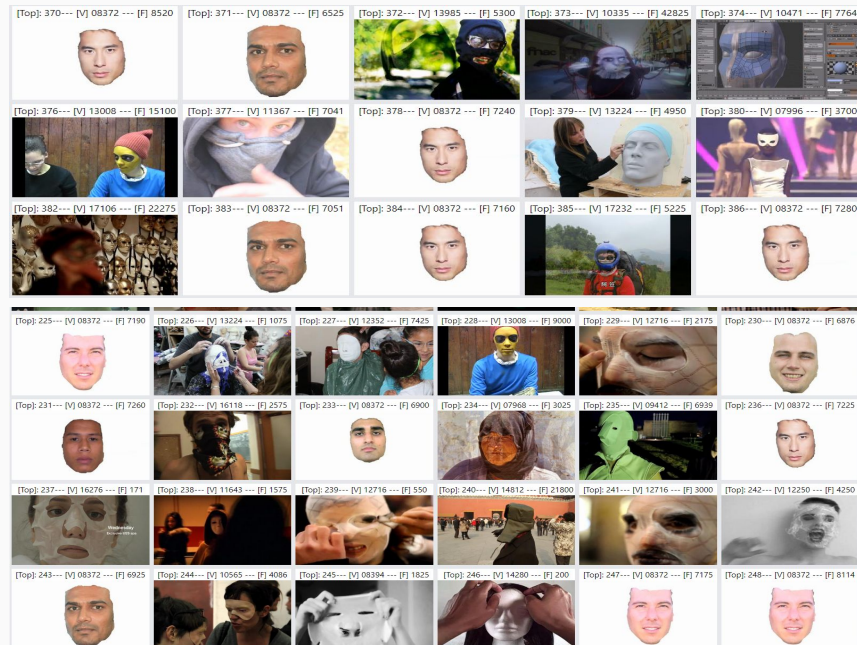 [Top]: 370--- [V] 08372 --- [F] 8520
[Top]: 371--- [V] 08372 --- [F] 6525
[Top]: 372--- [V] 13985 --- [F] 5300
[Top]: 373--- [V] 10335 --- [F] 42825
[Top]: 374--- [V] 10471 --- [F] 7764
fnac
[Top]: 376--- [V] 13008 --- [F] 15100
[Top]: 377--- [V] 11367 --- [F] 7041
[Top]: 378--- [V] 08372 --- [F] 7240
[Top]: 379--- [V] 13224 --- [F] 4950
[Top]: 380--- [V] 07996 --- [F] 3700
[Top]: 382--- [V] 17106 --- [F] 22275
[Top]: 383--- [V] 08372 --- [F] 7051
[Top]: 384--- [V] 08372 --- [F] 7160
[Top]: 385--- [V] 17232 --- [F] 5225
[Top]: 386--- [V] 08372 --- [F] 7280
[Top]: 225--- [V] 08372 --- [F] 7190
[Top]: 226--- [V] 13224 --- [F] 1075
[Top]: 227--- [V] 12352 --- [F] 7425
[Top]: 228--- [V] 13008 --- [F] 9000
[Top]: 229--- [V] 12716 --- [F] 2175
[Top]: 230--- [V] 08372 --- [F] 6876
[Top]: 231--- [V] 08372 --- [F] 7260
[Top]: 232--- [V] 16118 --- [F] 2575
[Top]: 233--- [V] 08372 --- [F] 6900
[Top]: 234--- [V] 07968 --- [F] 3025
[Top]: 235--- [V] 09412 --- [F] 6939
[Top]: 236--- [V] 08372 --- [F] 7225
[Top]: 237--- [V] 16276 --- [F] 171
[Top]: 238--- [V] 11643 --- [F] 1575
[Top]: 239--- [V] 12716 --- [F] 550
[Top]: 240--- [V] 14812 --- [F] 21800
[Top]: 241--- [V] 12716 --- [F] 3000
[Top]: 242--- [V] 12250 --- [F] 4250
Wednesday
[Top]: 243--- [V] 08372 --- [F] 6925
[Top]: 244--- [V] 10565 --- [F] 4086
[Top]: 245--- [V] 08394 --- [F] 1825
[Top]: 246--- [V] 14280 --- [F] 200
[Top]: 247--- [V] 08372 --- [F] 7175
[Top]: 248--- [V] 08372 --- [F] 8114